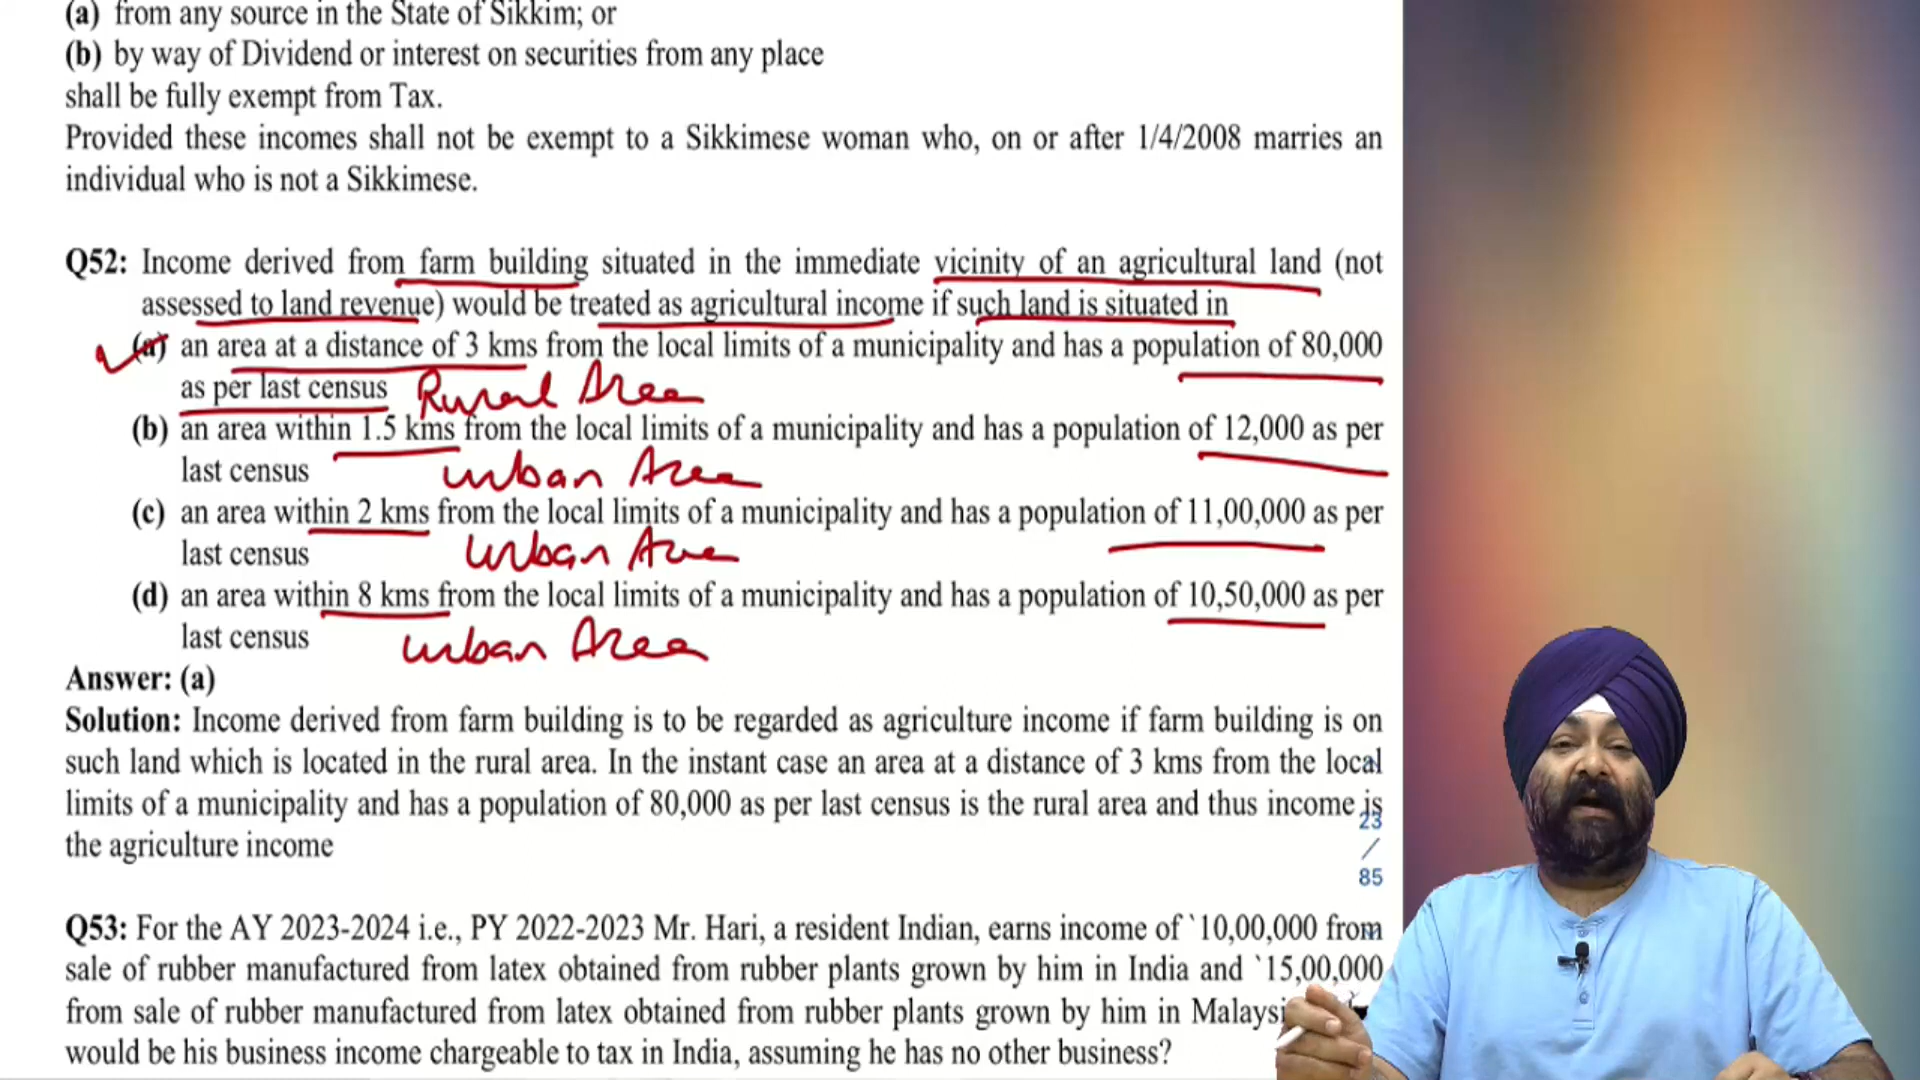 (a) from any source in the State of Sikkim; or
(b) by way of Dividend or interest on securities from any place
shall be fully exempt from Tax.
Provided these incomes shall not be exempt to a Sikkimese woman who, on or after 1/4/2008 marries an
individual who is not a Sikkimese.
Q52: Income derived from farm building situated in the immediate vicinity of an agricultural land (not
assessed to land revenue) would be treated as agricultural income if such land is situated in
(a) an area at a distance of 3 kms from the local limits of a municipality and has a population of 80,000
as per last census Rural Area
(b) an area within 1.5 kms from the local limits of a municipality and has a population of 12,000 as per
last census urban Area
(c) an area within 2 kms from the local limits of a municipality and has a population of 11,00,000 as per
last census urban Area
(d) an area within 8 kms from the local limits of a municipality and has a population of 10,50,000 as per
last census urban Area
Answer: (a)
Solution: Income derived from farm building is to be regarded as agriculture income if farm building is on
such land which is located in the rural area. In the instant case an area at a distance of 3 kms from the local
limits of a municipality and has a population of 80,000 as per last census is the rural area and thus income is
the agriculture income
23
/
85
Q53: For the AY 2023-2024 i.e., PY 2022-2023 Mr. Hari, a resident Indian, earns income of `10,00,000 from
sale of rubber manufactured from latex obtained from rubber plants grown by him in India and `15,00,000
from sale of rubber manufactured from latex obtained from rubber plants grown by him in Malaysi
would be his business income chargeable to tax in India, assuming he has no other business?